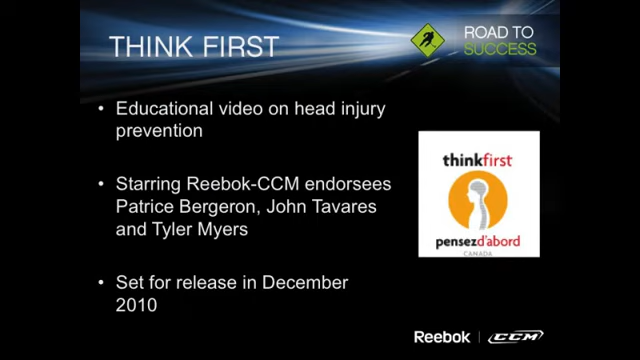 THINK FIRST
ROAD TO
SUCCESS
• Educational video on head injury
prevention
• Starring Reebok-CCM endorsees
Patrice Bergeron, John Tavares
and Tyler Myers
• Set for release in December
2010
thinkfirst
pensezd'abord
CANADA
Reebok
CCM